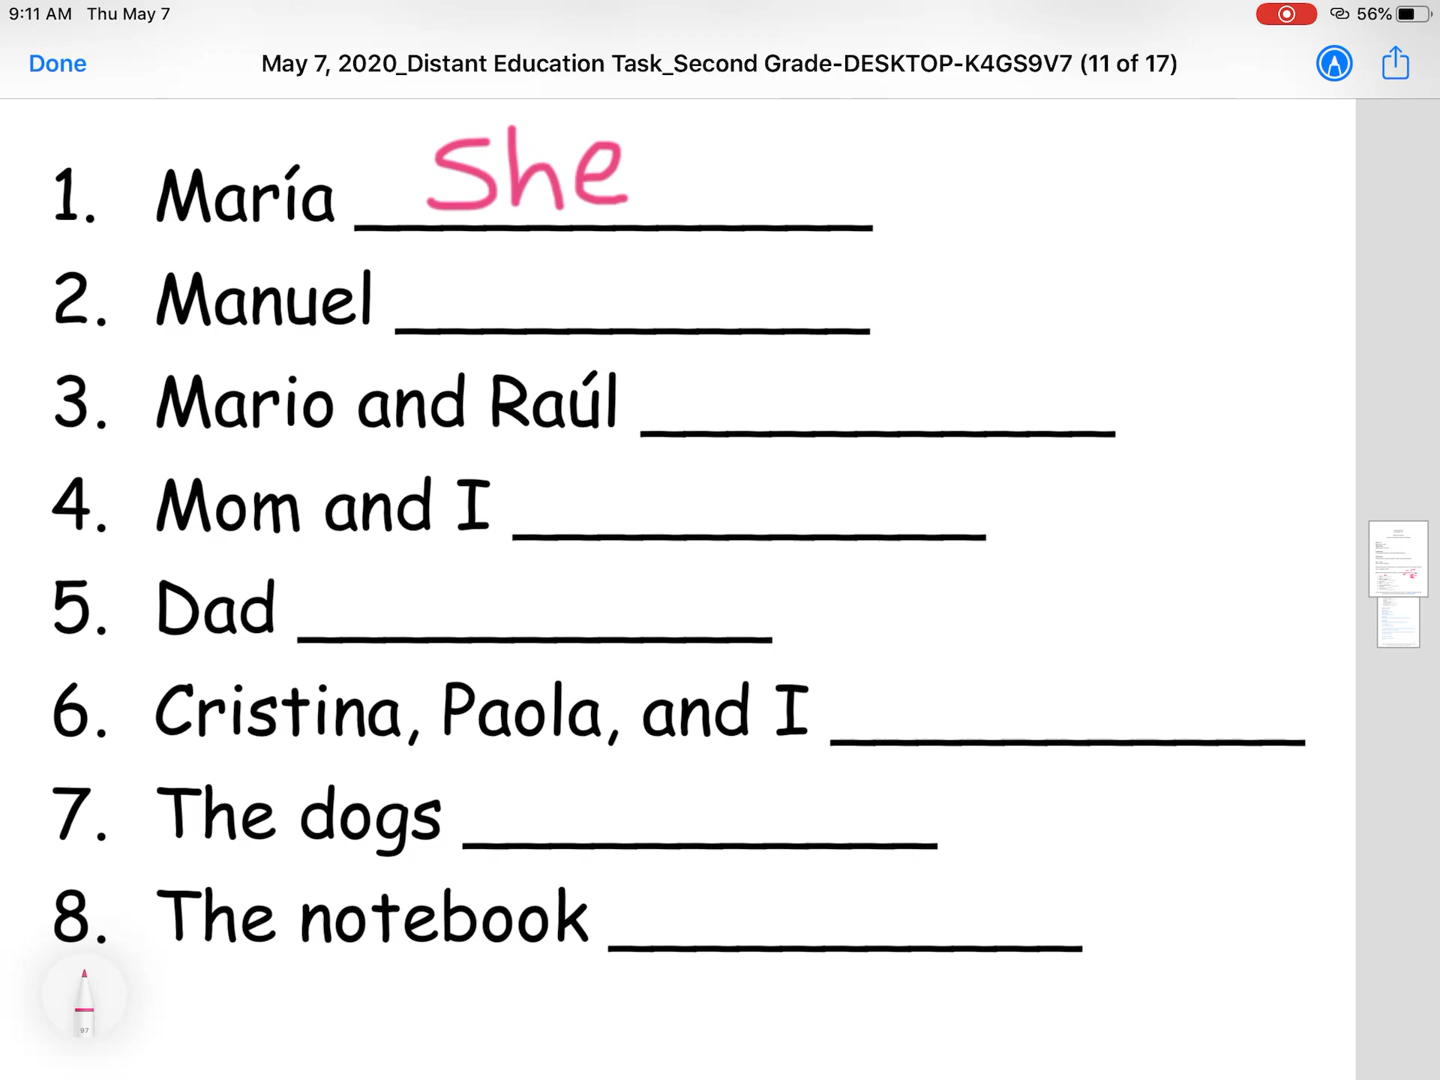 9:11 AM Thu May 7 56%
Done May 7, 2020_Distant Education Task_Second Grade-DESKTOP-K4GS9V7 (11 of 17)
1. María She
2. Manuel
3. Mario and Raúl
4. Mom and I
5. Dad
6. Cristina, Paola, and I
7. The dogs
8. The notebook
97